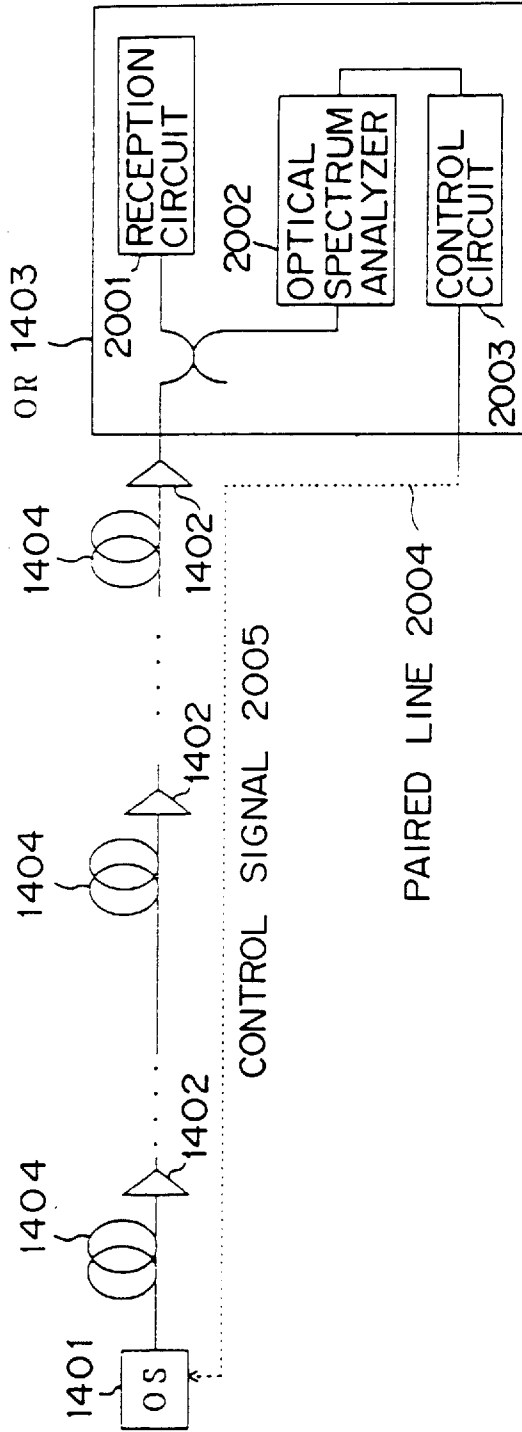 OR 1403
1401
OS
1404
1402
1404
1402
1404
1402
2001
RECEPTION
CIRCUIT
2002
OPTICAL
SPECTRUM
ANALYZER
CONTROL
CIRCUIT
2003
CONTROL SIGNAL 2005
PAIRED LINE 2004